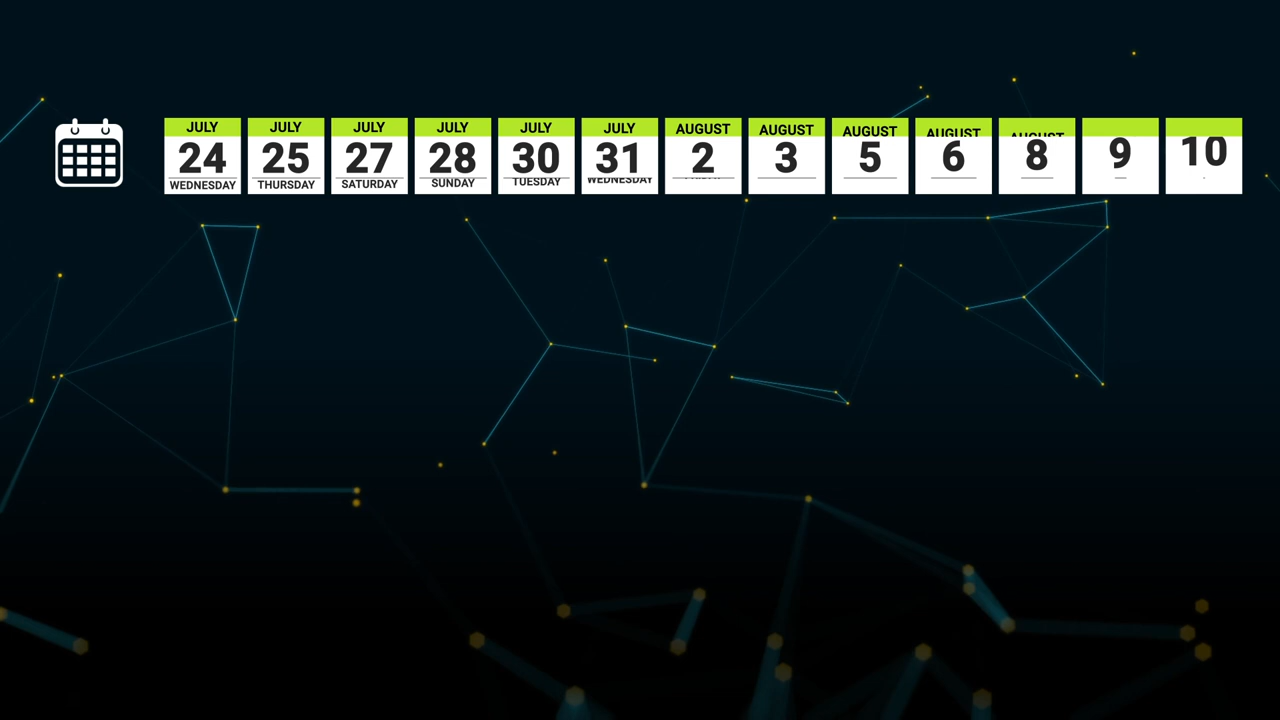 JULY JULY JULY JULY JULY JULY AUGUST AUGUST AUGUST AUGUST AUGUST
24 25 27 28 30 31 2 3 5 6 8 9 10
WEDNESDAY THURSDAY SATURDAY SUNDAY TUESDAY WEDNESDAY